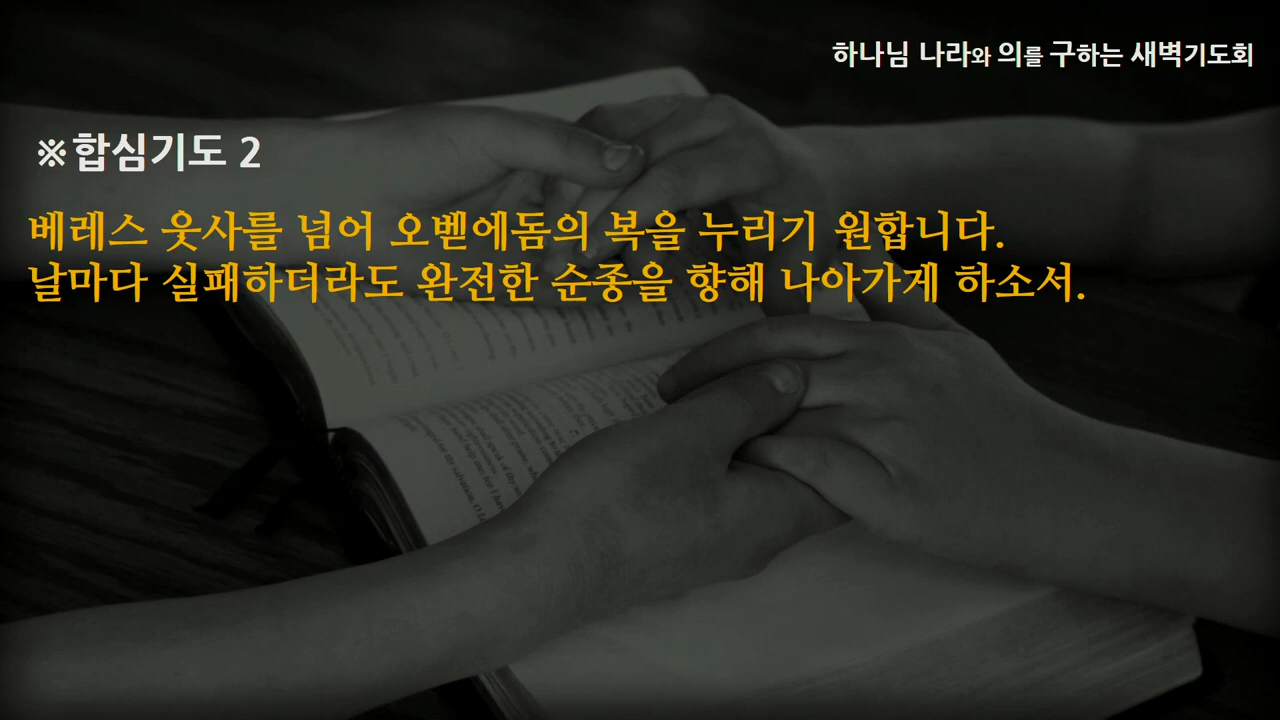 하나님 나라와 의를 구하는 새벽기도회
※합심기도 2
베레스 웃사를 넘어 오벧에돔의 복을 누리기 원합니다.
날마다 실패하더라도 완전한 순종을 향해 나아가게 하소서.